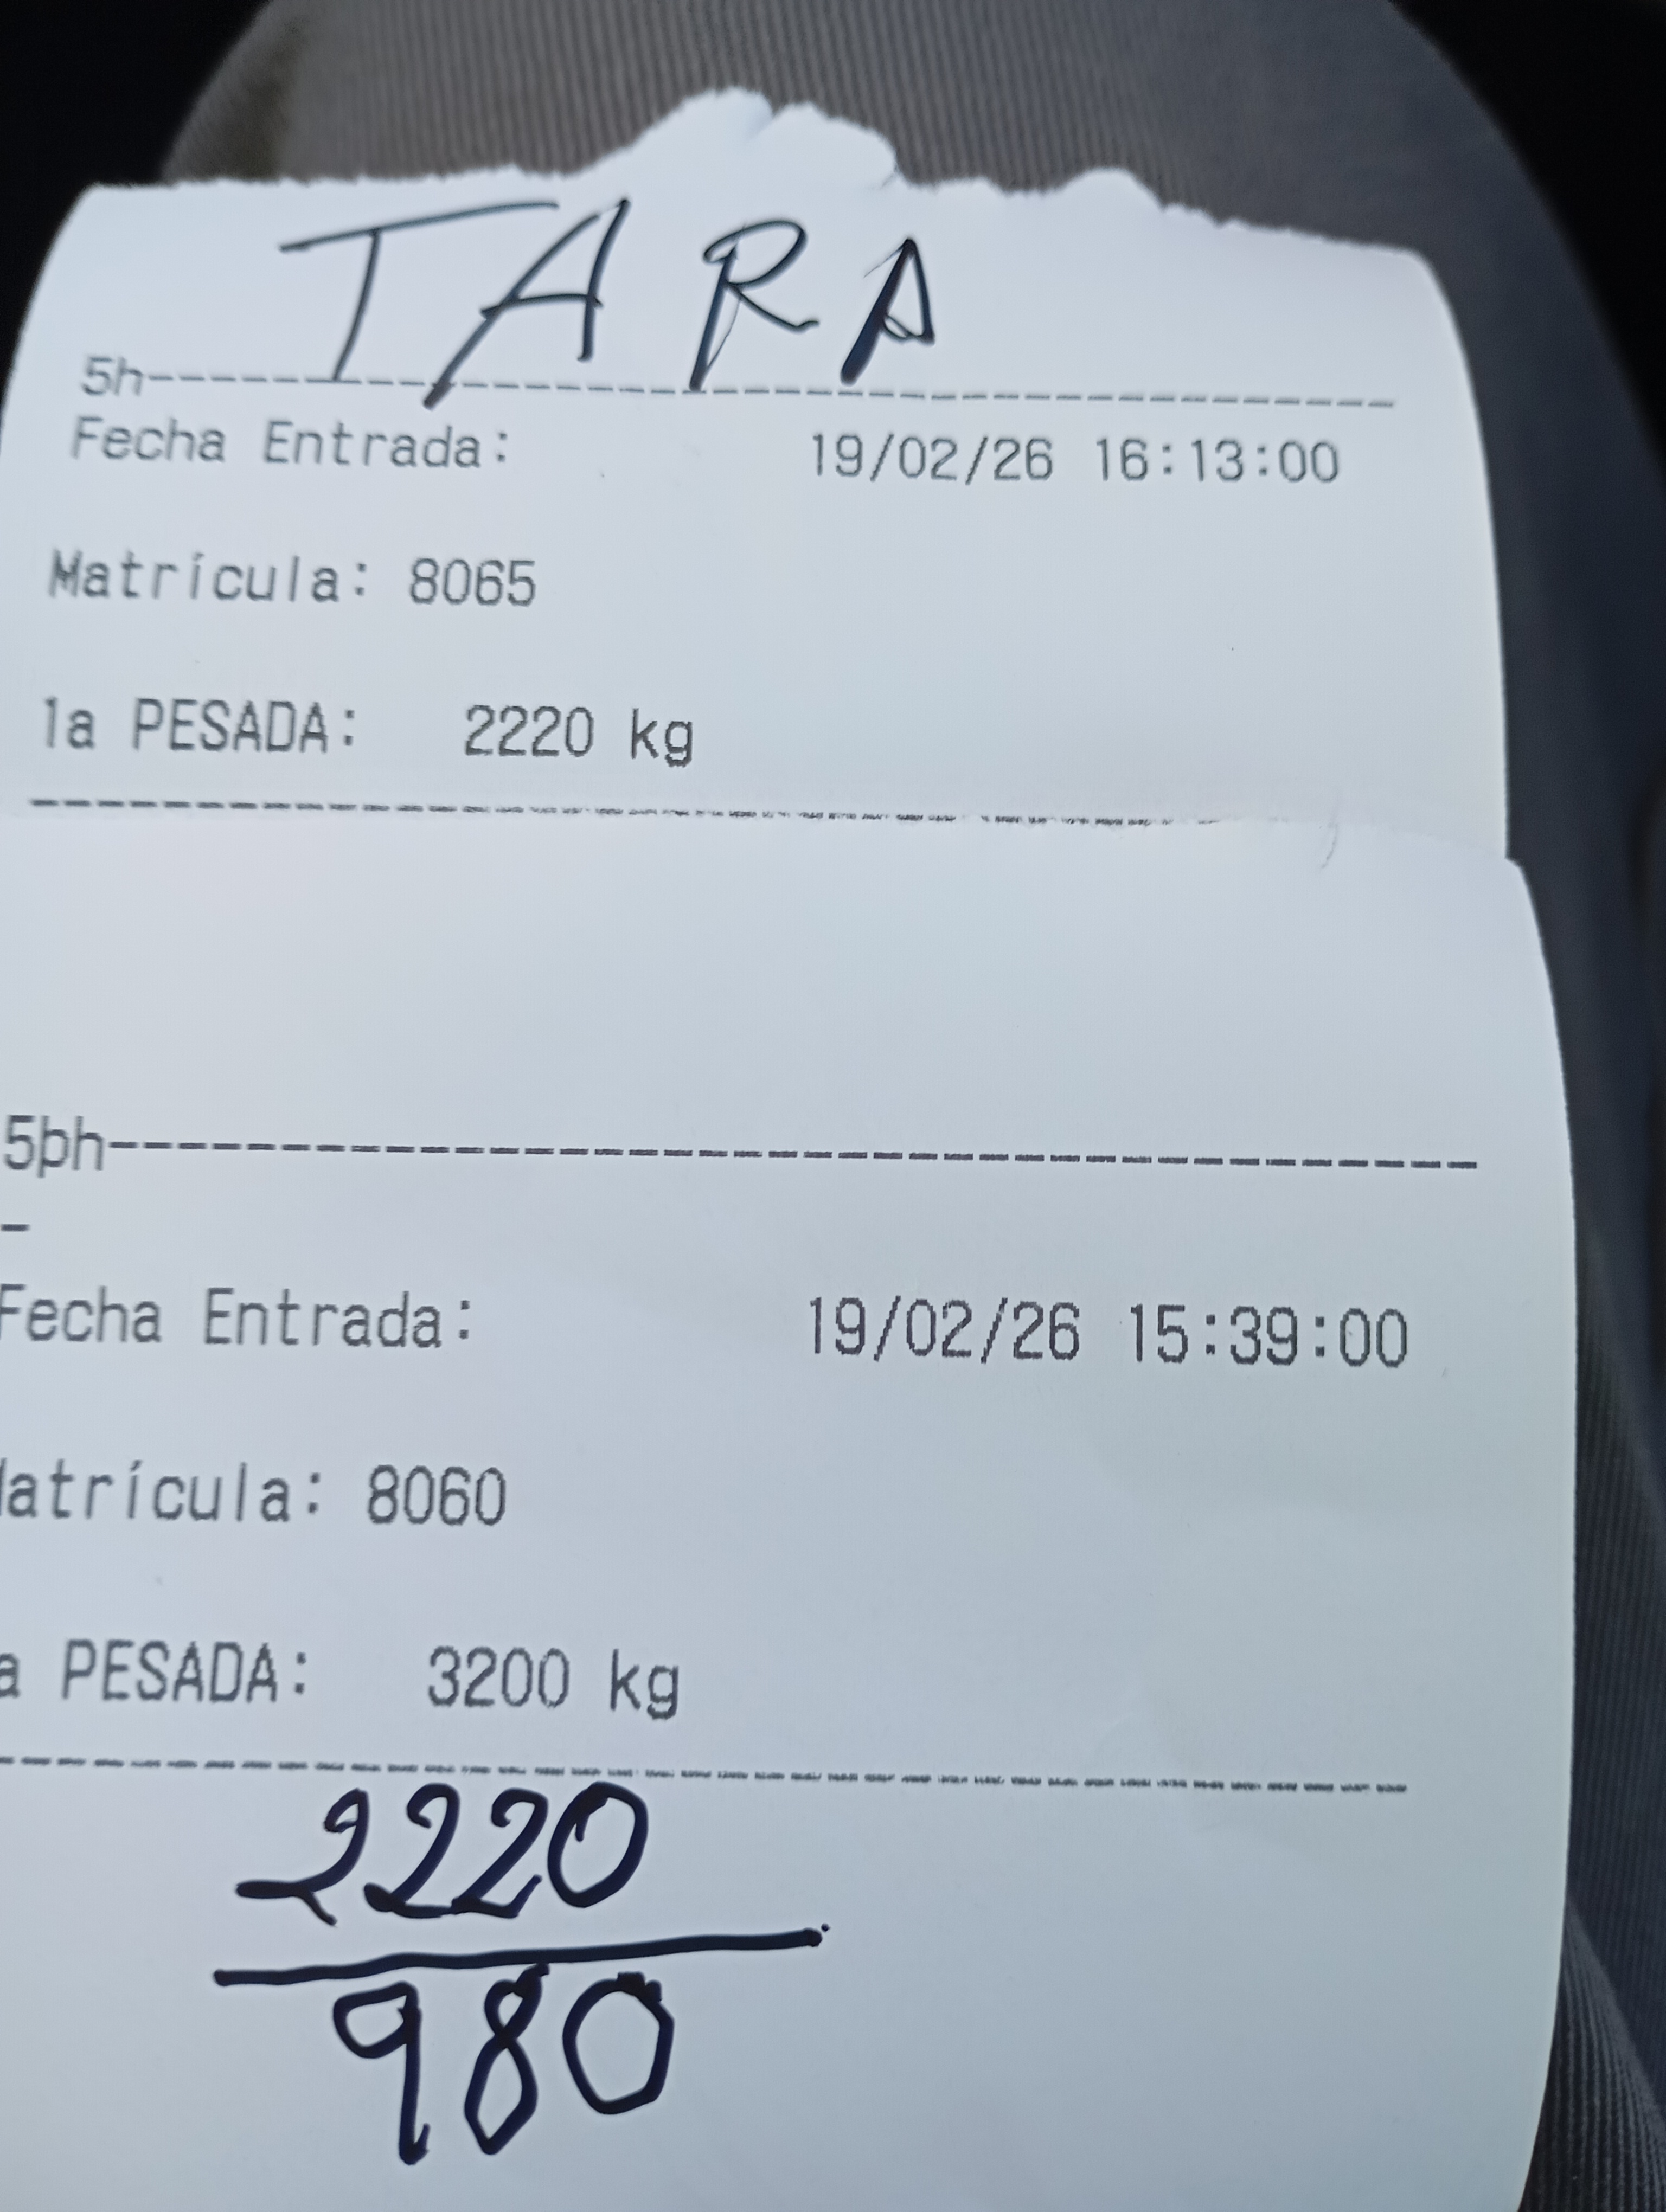 TARA
5h--------------------------------------
Fecha Entrada: 19/02/26 16:13:00
Matrícula: 8065
1a PESADA: 2220 kg
5þh---------------------------------------
-
Fecha Entrada: 19/02/26 15:39:00
Matrícula: 8060
a PESADA: 3200 kg
2220
980